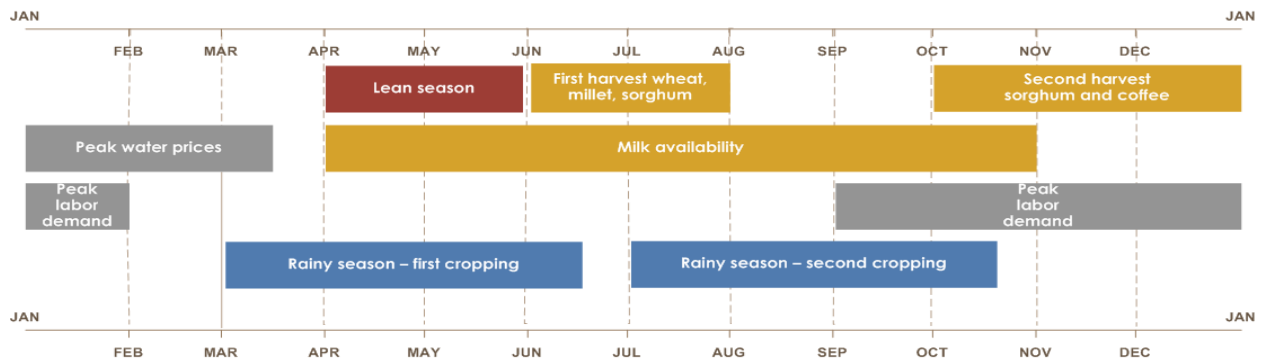 JAN JAN
FEB MAR APR MAY JUN JUL AUG SEP OCT NOV DEC
Lean season
First harvest wheat,
millet, sorghum
Second harvest
sorghum and coffee
Peak water prices
Milk availability
Peak
labor
demand
Peak
labor
demand
Rainy season – first cropping
Rainy season – second cropping
JAN JAN
FEB MAR APR MAY JUN JUL AUG SEP OCT NOV DEC